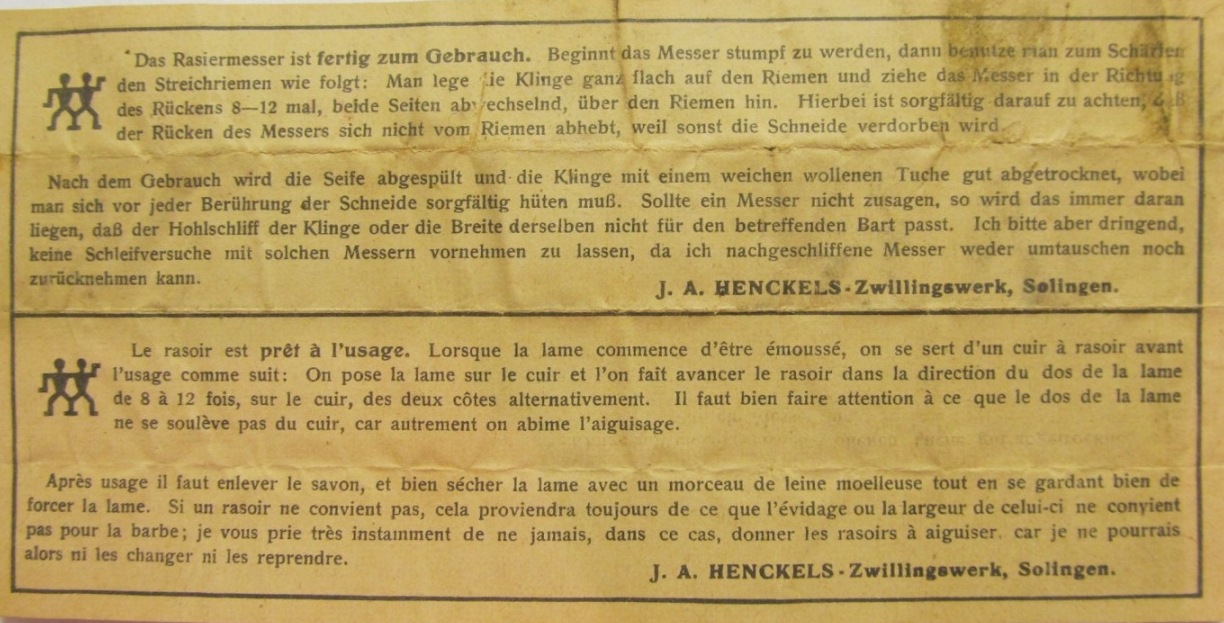 Das Rasiermesser ist fertig zum Gebrauch. Beginnt das Messer stumpf zu werden, dann benutze man zum Schärfen
den Streichriemen wie folgt: Man lege die Klinge ganz flach auf den Riemen und ziehe das Messer in der Richtung
des Rückens 8—12 mal, beide Seiten abwechselnd, über den Riemen hin. Hierbei ist sorgfältig darauf zu achten, daß
der Rücken des Messers sich nicht vom Riemen abhebt, weil sonst die Schneide verdorben wird.
Nach dem Gebrauch wird die Seife abgespült und die Klinge mit einem weichen wollenen Tuche gut abgetrocknet, wobei
man sich vor jeder Berührung der Schneide sorgfältig hüten muß. Sollte ein Messer nicht zusagen, so wird das immer daran
liegen, daß der Hohlschliff der Klinge oder die Breite derselben nicht für den betreffenden Bart passt. Ich bitte aber dringend,
keine Schleifversuche mit solchen Messern vornehmen zu lassen, da ich nachgeschliffene Messer weder umtauschen noch
zurücknehmen kann.
J. A. HENCKELS-Zwillingswerk, Solingen.
Le rasoir est prêt à l'usage. Lorsque la lame commence d'être émoussé, on se sert d'un cuir à rasoir avant
l'usage comme suit: On pose la lame sur le cuir et l'on faît avancer le rasoir dans la direction du dos de la lame
de 8 à 12 fois, sur le cuir, des deux côtes alternativement. Il faut bien faire attention à ce que le dos de la lame
ne se soulève pas du cuir, car autrement on abime l'aiguisage.
Après usage il faut enlever le savon, et bien sécher la lame avec un morceau de leine moelleuse tout en se gardant bien de
forcer la lame. Si un rasoir ne convient pas, cela proviendra toujours de ce que l'évidage ou la largeur de celui-ci ne convient
pas pour la barbe; je vous prie très instamment de ne jamais, dans ce cas, donner les rasoirs à aiguiser. car je ne pourrais
alors ni les changer ni les reprendre.
J. A. HENCKELS-Zwillingswerk, Solingen.